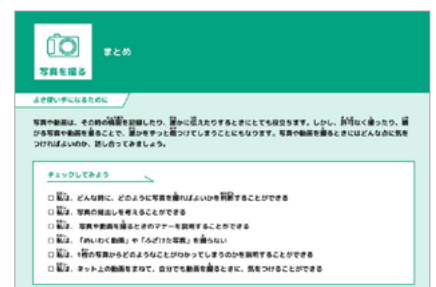 写真を撮る
まとめ
よき使い手になるために
写真や動画は、その時の様子を記録したり、誰かに伝えたりするときにとても役立ちます。しかし、許可なく撮ったり、嫌
がる写真や動画を撮ることで、誰かをずっと傷つけてしまうことにもなります。写真や動画を撮るときにはどんな点に気を
つければよいのか、話し合ってみましょう。
チェックしてみよう
□ 私は、どんな時に、どのように写真を撮ればよいかを判断することができる
□ 私は、写真の見出しを考えることができる
□ 私は、写真や動画を撮るときのマナーを説明することができる
□ 私は、「めいわく動画」や「ふざけた写真」を撮らない
□ 私は、1枚の写真からどのようなことがわかってしまうのかを説明することができる
□ 私は、ネット上の動画をまねて、自分でも動画を撮るときに、気をつけることができる